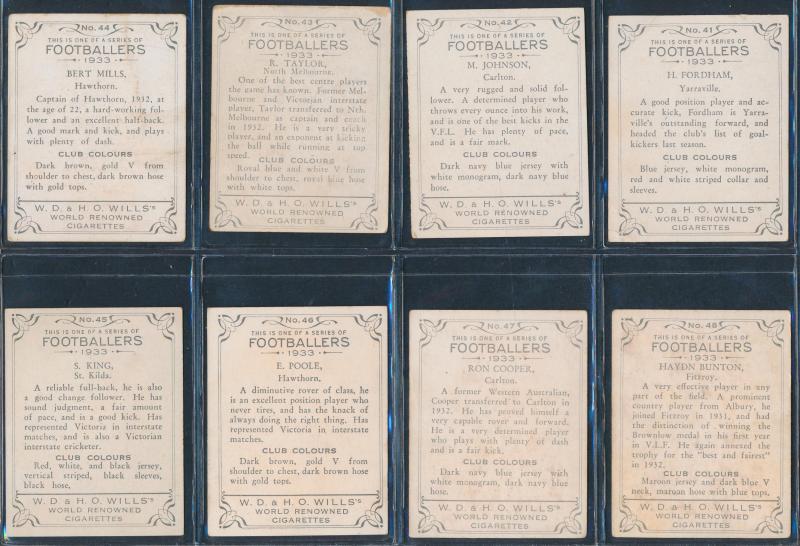 No. 44
THIS IS ONE OF A SERIES OF
FOOTBALLERS
1933
BERT MILLS,
Hawthorn.
Captain of Hawthorn, 1932, at
the age of 22, a hard-working fol-
lower and an excellent half-back.
A good mark and kick, and plays
with plenty of dash.
CLUB COLOURS
Dark brown, gold V from
shoulder to chest, dark brown hose
with gold tops.
W. D. & H. O. WILLS's
WORLD RENOWNED
CIGARETTES
No. 43
THIS IS ONE OF A SERIES OF
FOOTBALLERS
1933
R. TAYLOR,
North Melbourne.
One of the best centre players
the game has known. Former Mel-
bourne and Victorian interstate
player, Taylor transferred to Nth.
Melbourne as captain and coach
in 1932. He is a very tricky
player, and an exponent at kicking
the ball while running at top
speed.
CLUB COLOURS
Royal blue and white V from
shoulder to chest, royal blue hose
with white tops.
W. D. & H. O. WILLS's
WORLD RENOWNED
CIGARETTES
No. 42
THIS IS ONE OF A SERIES OF
FOOTBALLERS
1933
M. JOHNSON,
Carlton.
A very rugged and solid fol-
lower. A determined player who
throws every ounce into his work,
and is one of the best kicks in the
V.F.L. He has plenty of pace,
and is a fair mark.
CLUB COLOURS
Dark navy blue jersey with
white monogram, dark navy blue
hose.
W. D. & H. O. WILLS's
WORLD RENOWNED
CIGARETTES
No. 41
THIS IS ONE OF A SERIES OF
FOOTBALLERS
1933
H. FORDHAM,
Yarraville.
A good position player and ac-
curate kick, Fordham is Yarra-
ville's outstanding forward, and
headed the club's list of goal-
kickers last season.
CLUB COLOURS
Blue jersey, white monogram,
red and white striped collar and
sleeves.
W. D. & H. O. WILLS's
WORLD RENOWNED
CIGARETTES
No. 45
THIS IS ONE OF A SERIES OF
FOOTBALLERS
1933
S. KING,
St. Kilda.
A reliable full-back, he is also
a good change follower. He has
sound judgment, a fair amount
of pace, and is a good kick. Has
represented Victoria in interstate
matches, and is also a Victorian
interstate cricketer.
CLUB COLOURS
Red, white, and black jersey,
vertical striped, black sleeves,
black hose,
W. D. & H. O. WILLS's
WORLD RENOWNED
CIGARETTES
No. 46
THIS IS ONE OF A SERIES OF
FOOTBALLERS
1933
E. POOLE,
Hawthorn.
A diminutive rover of class, he
is an excellent position player who
never tires, and has the knack of
always doing the right thing. Has
represented Victoria in interstate
matches.
CLUB COLOURS
Dark brown, gold V from
shoulder to chest, dark brown hose
with gold tops.
W. D. & H. O. WILLS's
WORLD RENOWNED
CIGARETTES
No. 47
THIS IS ONE OF A SERIES OF
FOOTBALLERS
1933
RON COOPER,
Carlton.
A former Western Australian,
Cooper transferred to Carlton in
1932. He has proved himself a
very capable rover and forward.
He is a very determined player
who plays with plenty of dash
and is a fair kick.
CLUB COLOURS
Dark navy blue jersey with
white monogram, dark navy blue
hose.
W. D. & H. O. WILLS's
WORLD RENOWNED
CIGARETTES
No. 48
THIS IS ONE OF A SERIES OF
FOOTBALLERS
1933
HAYDN BUNTON,
Fitzroy.
A very effective player in any
part of the field. A prominent
country player from Albury, he
joined Fitzroy in 1931, and had
the distinction of winning the
Brownlow medal in his first year
in V.L.F. He again annexed the
trophy for the "best and fairest"
in 1932.
CLUB COLOURS
Maroon jersey and dark blue V
neck, maroon hose with blue tops.
W. D. & H. O. WILLS's
WORLD RENOWNED
CIGARETTES